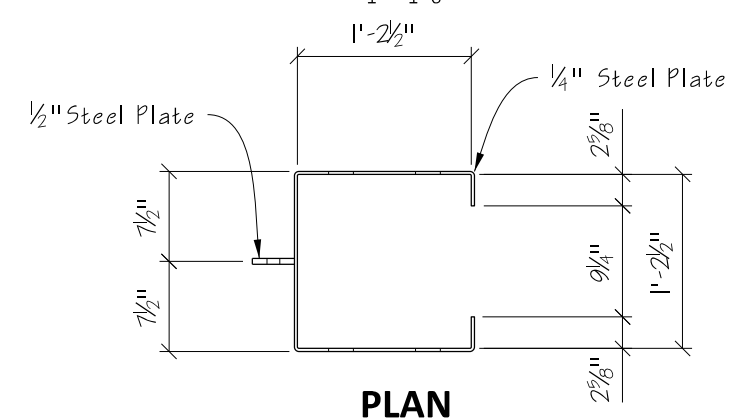 1'-2½"
¼" Steel Plate
½" Steel Plate
2⅝"
7½"
9¼"
1'-2½"
7½"
2⅝"
PLAN